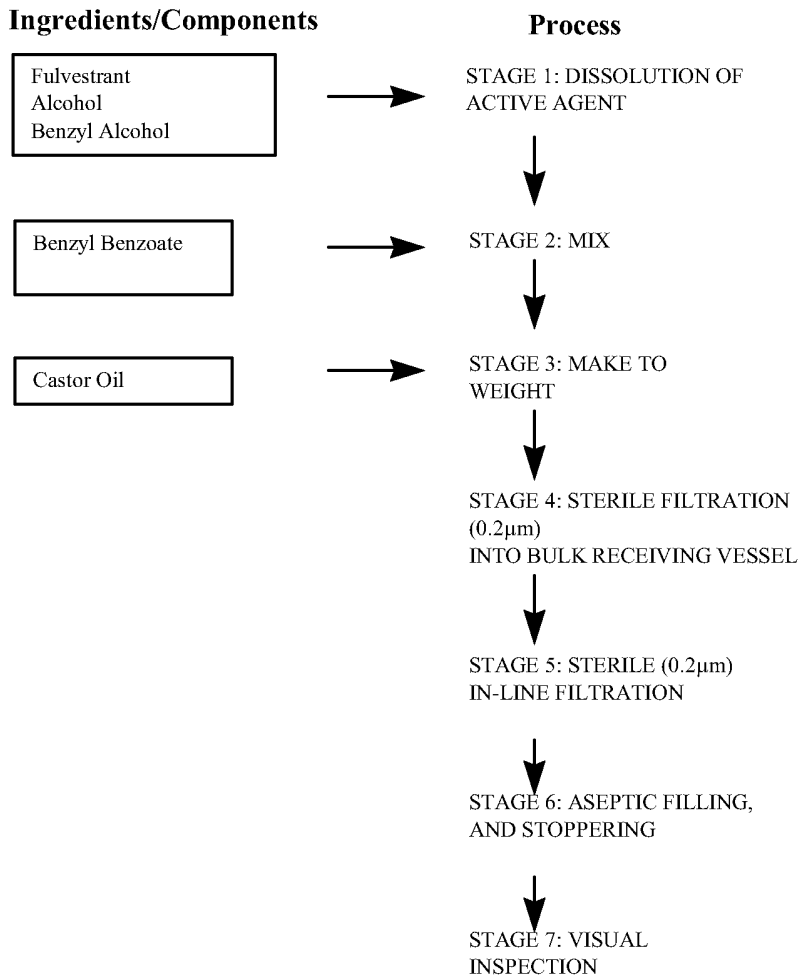 Ingredients/Components
Process
Fulvestrant
Alcohol
Benzyl Alcohol
STAGE 1: DISSOLUTION OF
ACTIVE AGENT
Benzyl Benzoate
STAGE 2: MIX
Castor Oil
STAGE 3: MAKE TO
WEIGHT
STAGE 4: STERILE FILTRATION
(0.2µm)
INTO BULK RECEIVING VESSEL
STAGE 5: STERILE (0.2µm)
IN-LINE FILTRATION
STAGE 6: ASEPTIC FILLING,
AND STOPPERING
STAGE 7: VISUAL
INSPECTION